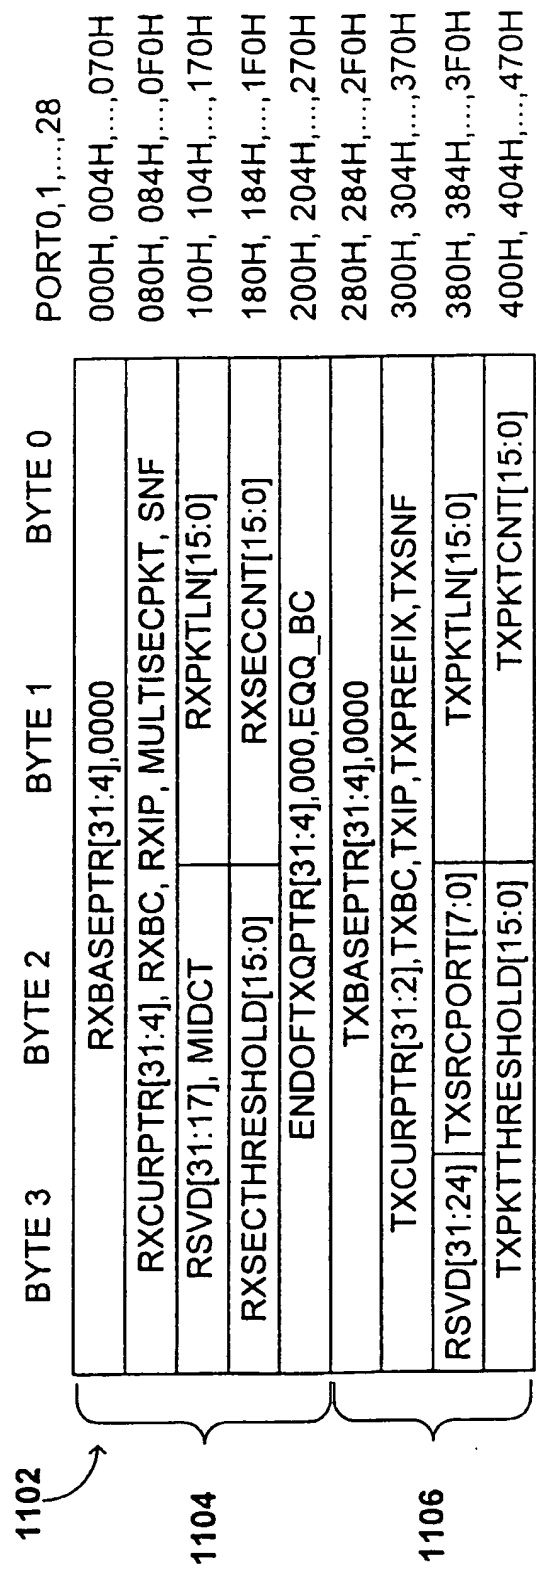 1102
BYTE 3 BYTE 2 BYTE 1 BYTE 0 PORT0,1,...,28
1104
RXBASEPTR[31:4],0000 000H, 004H,...,070H
RXCURPTR[31:4], RXBC, RXIP, MULTISECPKT, SNF 080H, 084H,...,0F0H
RSVD[31:17], MIDCT RXPKTLN[15:0] 100H, 104H,...,170H
RXSECTHRESHOLD[15:0] RXSECCNT[15:0] 180H, 184H,...,1F0H
ENDOFTXQPTR[31:4],000,EQQ_BC 200H, 204H,...,270H
1106
TXBASEPTR[31:4],0000 280H, 284H,...,2F0H
TXCURPTR[31:2],TXBC,TXIP,TXPREFIX,TXSNF 300H, 304H,...,370H
RSVD[31:24] TXSRCPORT[7:0] TXPKTLN[15:0] 380H, 384H,...,3F0H
TXPKTTHRESHOLD[15:0] TXPKTCNT[15:0] 400H, 404H,...,470H